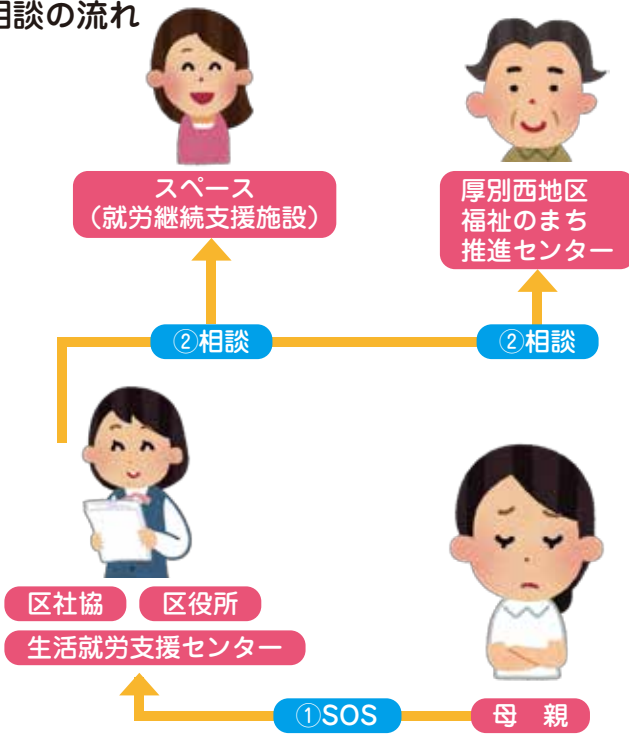 相談の流れ
スペース
（就労継続支援施設）
厚別西地区
福祉のまち
推進センター
②相談
②相談
区社協
区役所
生活就労支援センター
①SOS
母　親